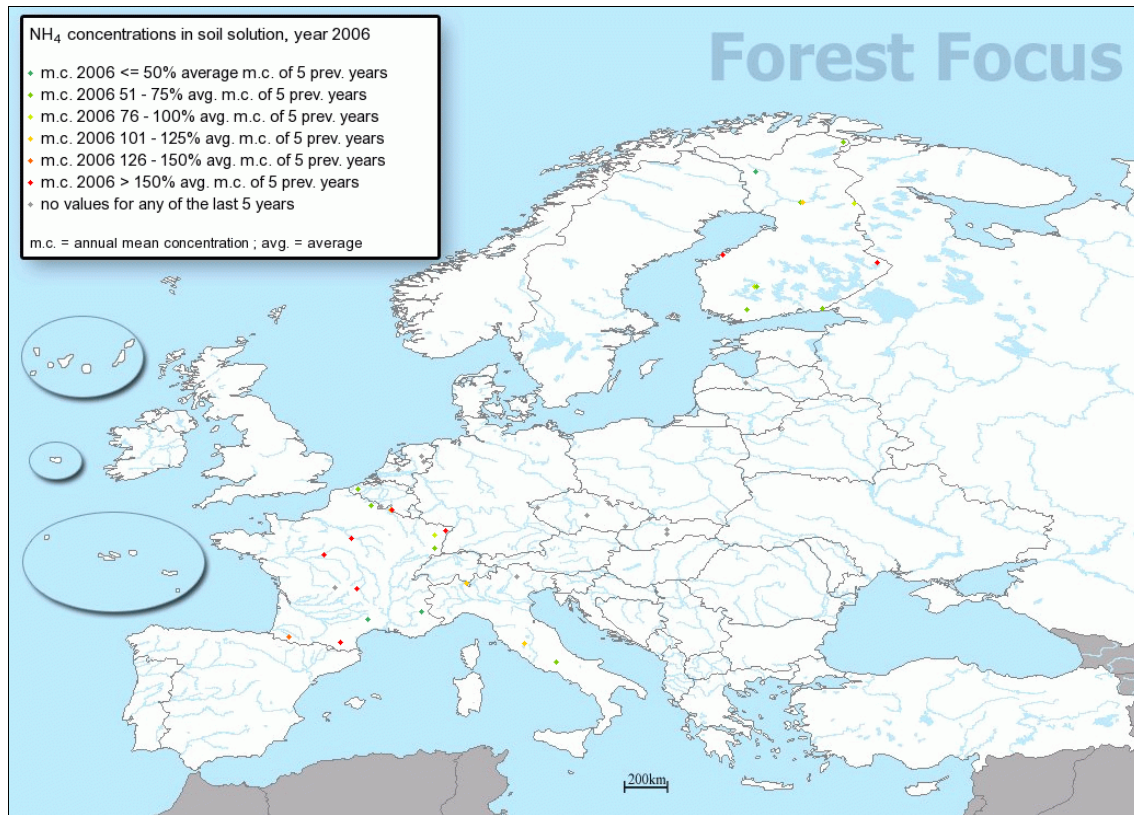 NH₄ concentrations in soil solution, year 2006
Forest Focus
m.c. 2006 <= 50% average m.c. of 5 prev. years
m.c. 2006 51 - 75% avg. m.c. of 5 prev. years
m.c. 2006 76 - 100% avg. m.c. of 5 prev. years
m.c. 2006 101 - 125% avg. m.c. of 5 prev. years
m.c. 2006 126 - 150% avg. m.c. of 5 prev. years
m.c. 2006 > 150% avg. m.c. of 5 prev. years
no values for any of the last 5 years
m.c. = annual mean concentration ; avg. = average
200km